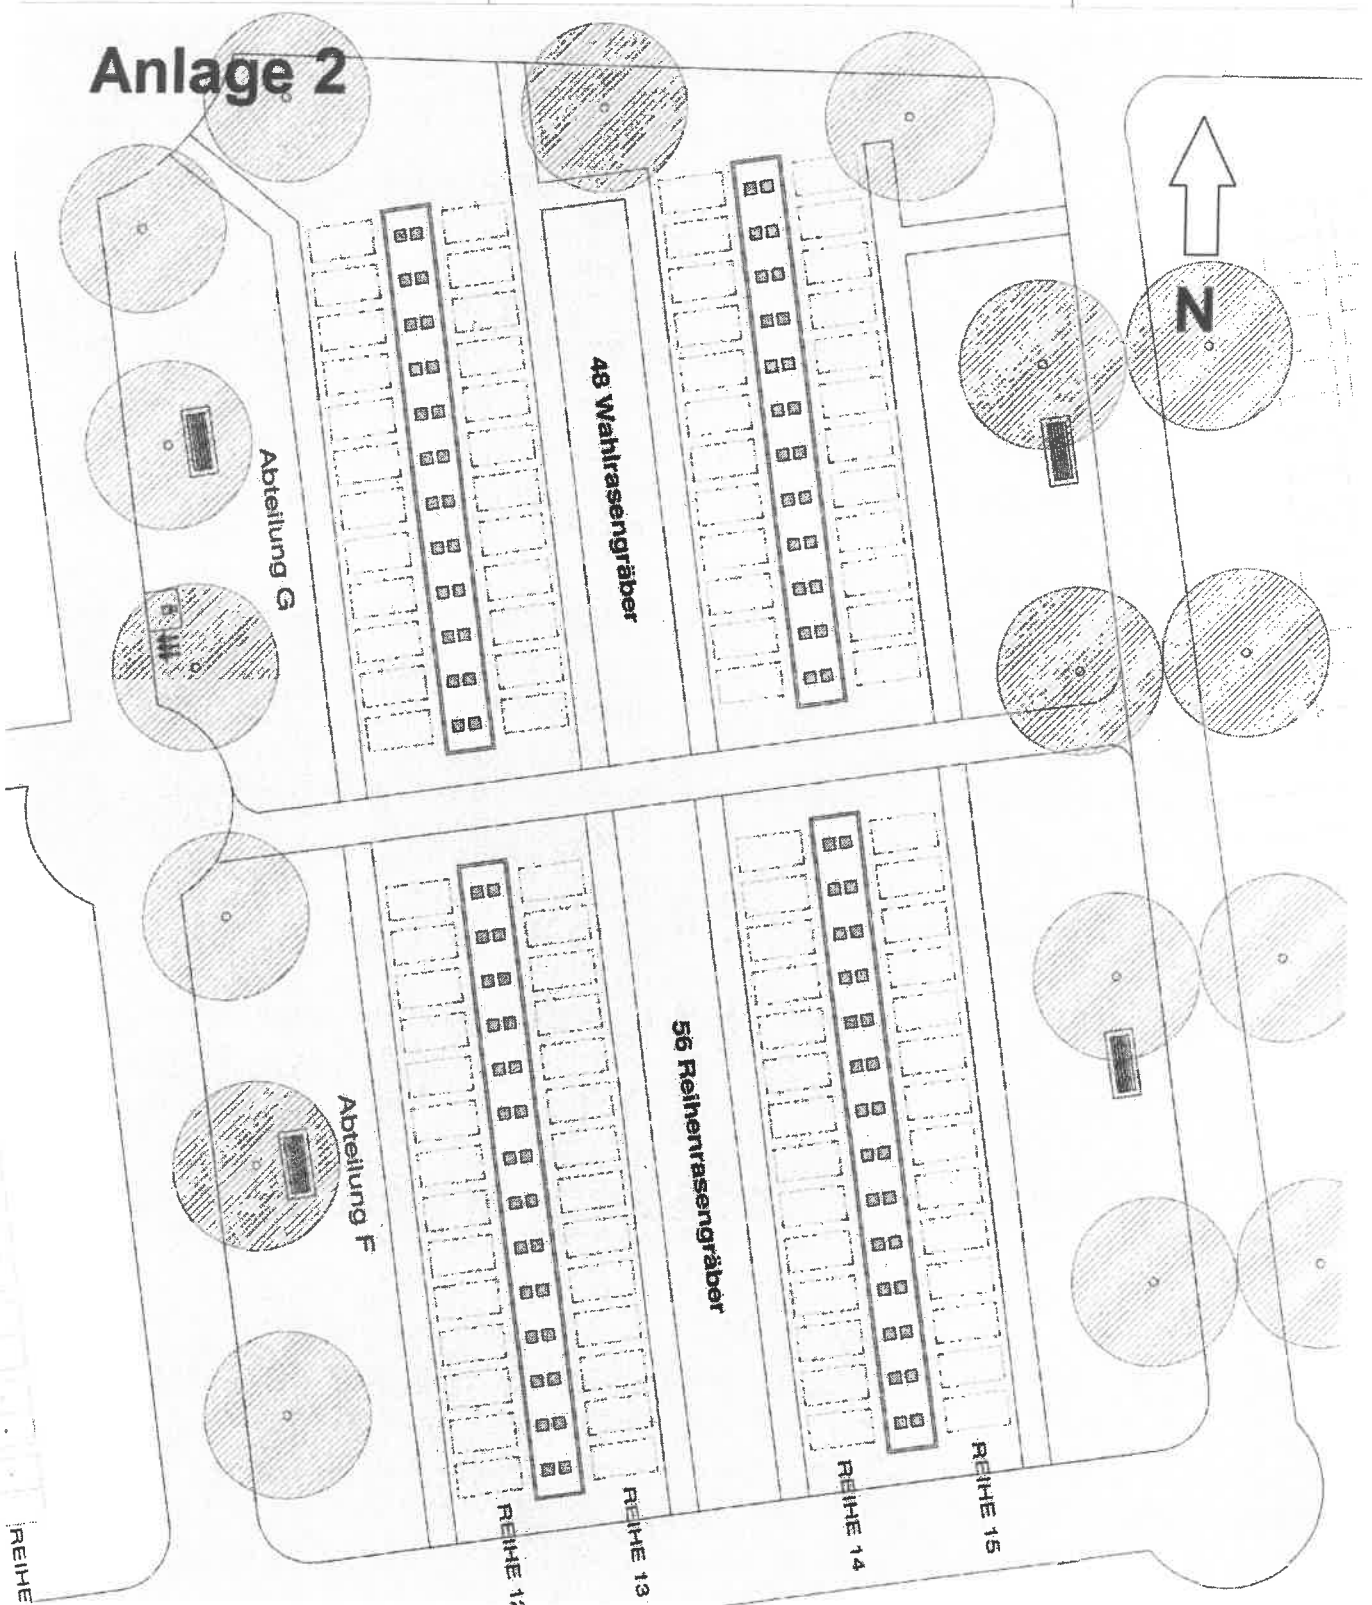 Anlage 2
N
48 Wahlrasengräber
Abteilung G
56 Reihenrasengräber
Abteilung F
REIHE 15
REIHE 14
REIHE 13
REIHE 12
REIHE